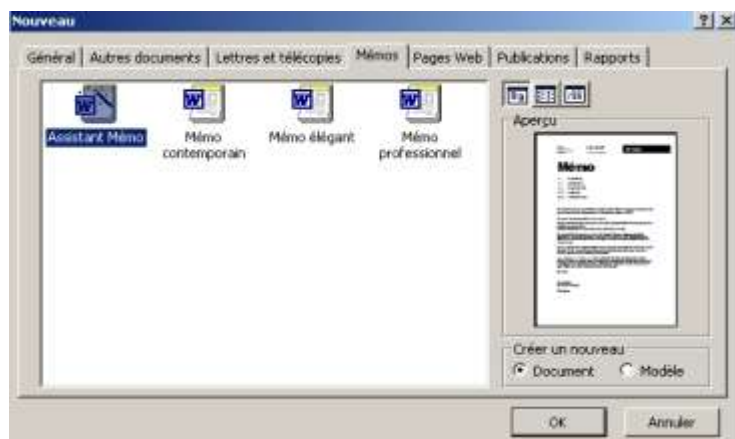 Nouveau
Général Autres documents Lettres et télécopies Mémos Pages Web Publications Rapports
Assistant Mémo Mémo contemporain Mémo élégant Mémo professionnel
Aperçu
Mémo
Créer un nouveau
Document Modèle
OK Annuler